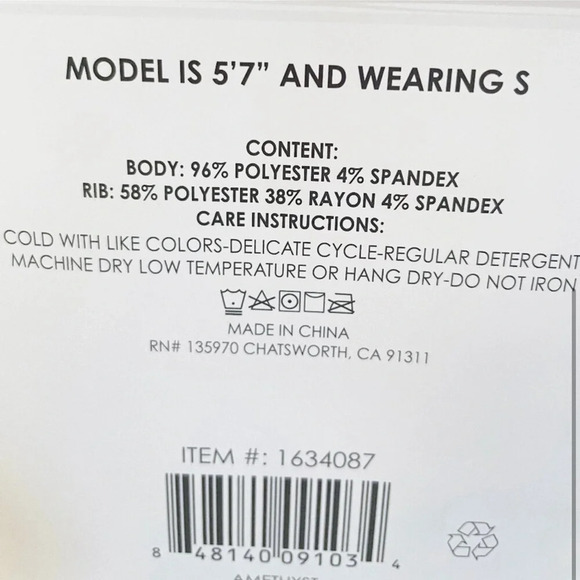 MODEL IS 5'7" AND WEARING S
CONTENT:
BODY: 96% POLYESTER 4% SPANDEX
RIB: 58% POLYESTER 38% RAYON 4% SPANDEX
CARE INSTRUCTIONS:
COLD WITH LIKE COLORS-DELICATE CYCLE-REGULAR DETERGENT
MACHINE DRY LOW TEMPERATURE OR HANG DRY-DO NOT IRON
MADE IN CHINA
RN# 135970 CHATSWORTH, CA 91311
ITEM #: 1634087
8 48140 09103 4
AMETHYST